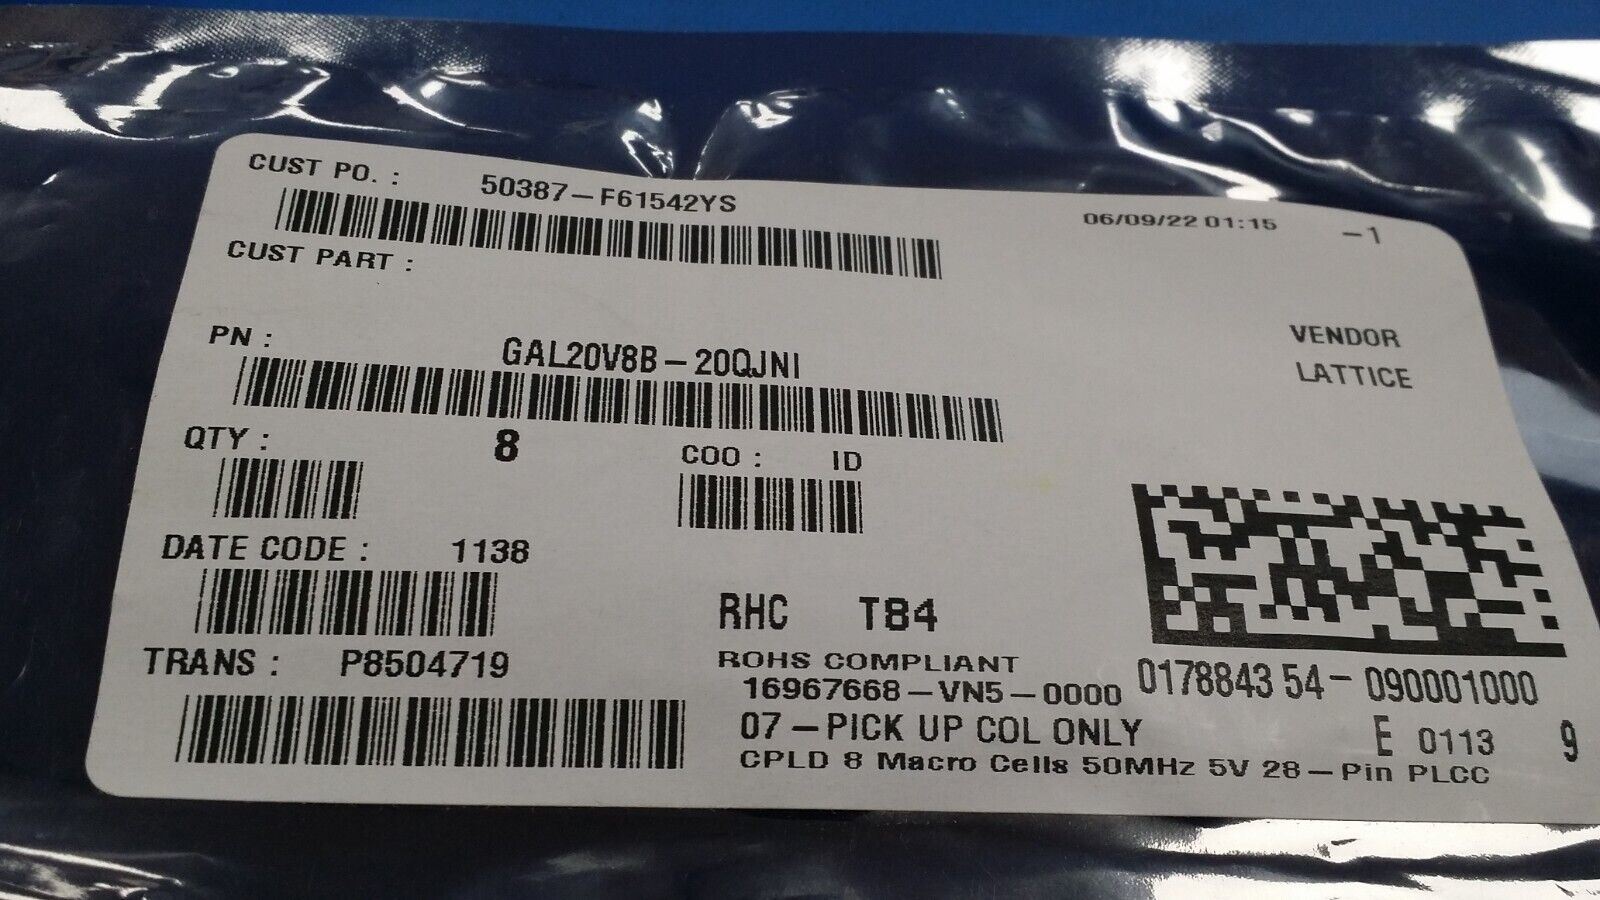 CUST PO. : 50387-F61542YS
06/09/22 01:15 -1
CUST PART :
PN : GAL20V8B-20QJNI
VENDOR
LATTICE
QTY : 8
COO : ID
DATE CODE : 1138
RHC T84
TRANS : P8504719
ROHS COMPLIANT
16967668-VN5-0000
01788435 4-090001000
07-PICK UP COL ONLY
E 0113 9
CPLD 8 Macro Cells 50MHz 5V 28-Pin PLCC